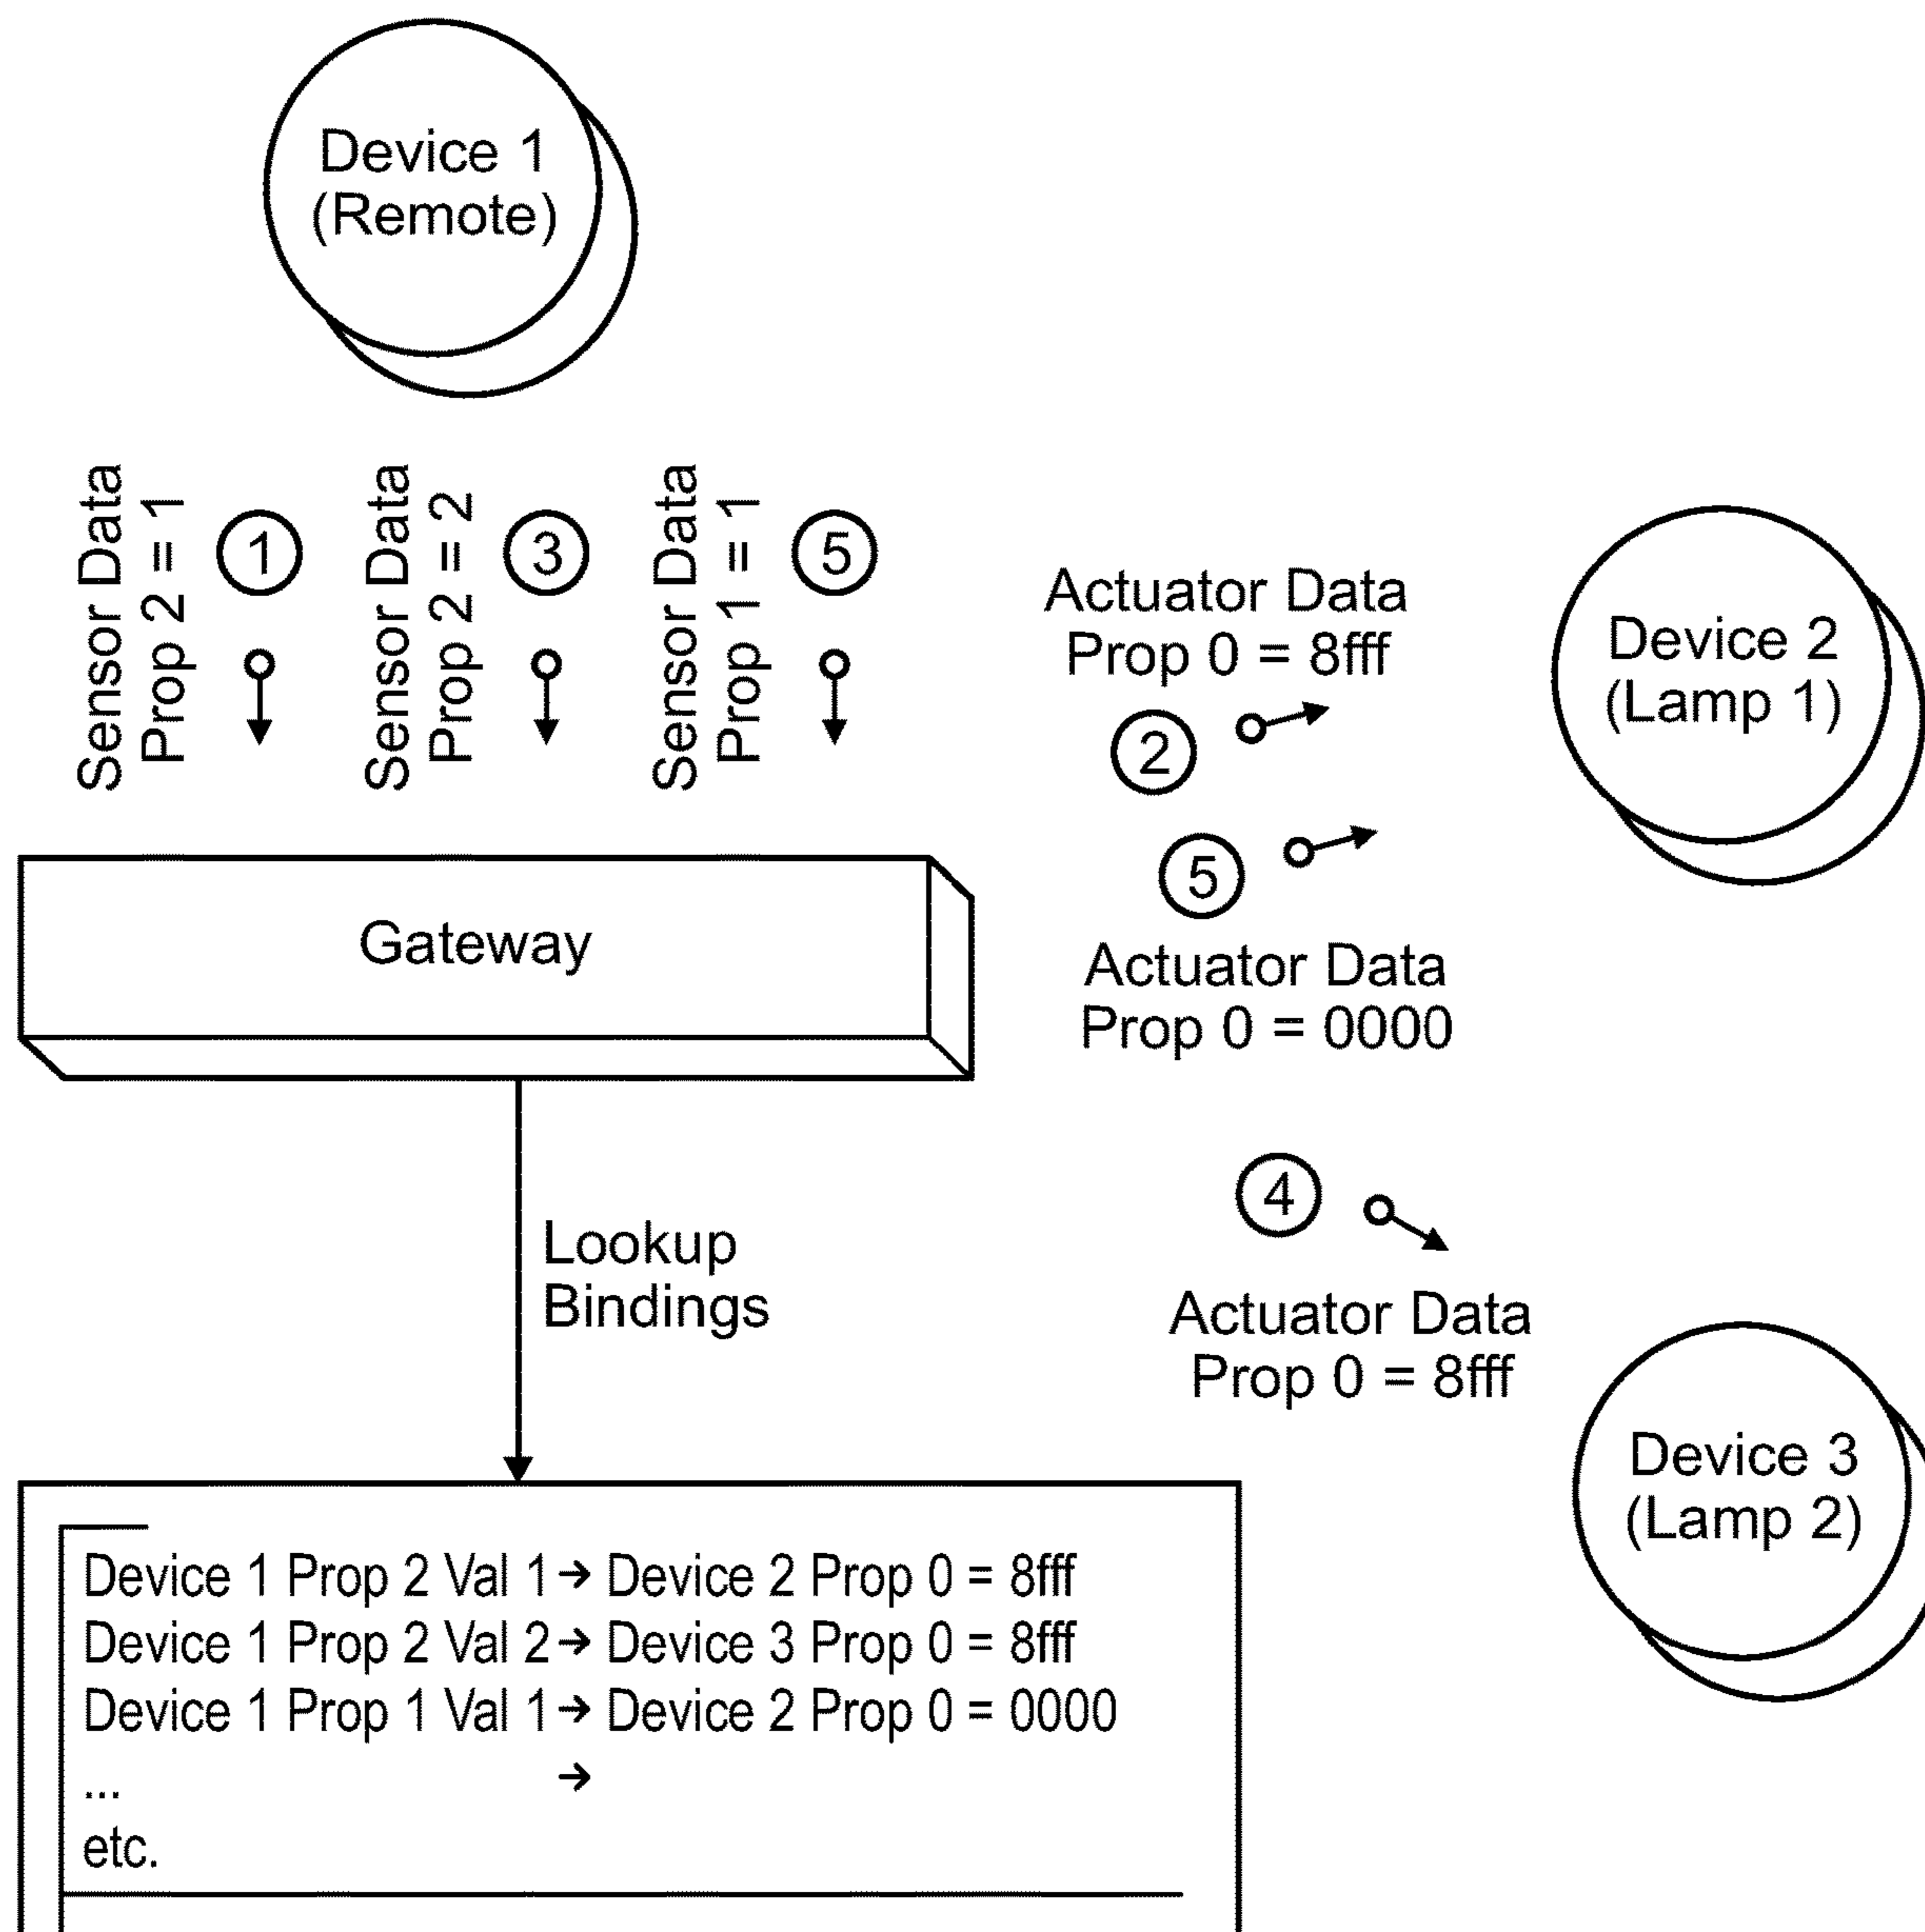 Device 1
(Remote)
Sensor Data
Prop 2 = 1
1
Sensor Data
Prop 2 = 2
3
Sensor Data
Prop 1 = 1
5
Actuator Data
Prop 0 = 8fff
2
Device 2
(Lamp 1)
5
Actuator Data
Prop 0 = 0000
Gateway
4
Actuator Data
Prop 0 = 8fff
Lookup
Bindings
Device 3
(Lamp 2)
Device 1 Prop 2 Val 1 → Device 2 Prop 0 = 8fff
Device 1 Prop 2 Val 2 → Device 3 Prop 0 = 8fff
Device 1 Prop 1 Val 1 → Device 2 Prop 0 = 0000
... →
etc.